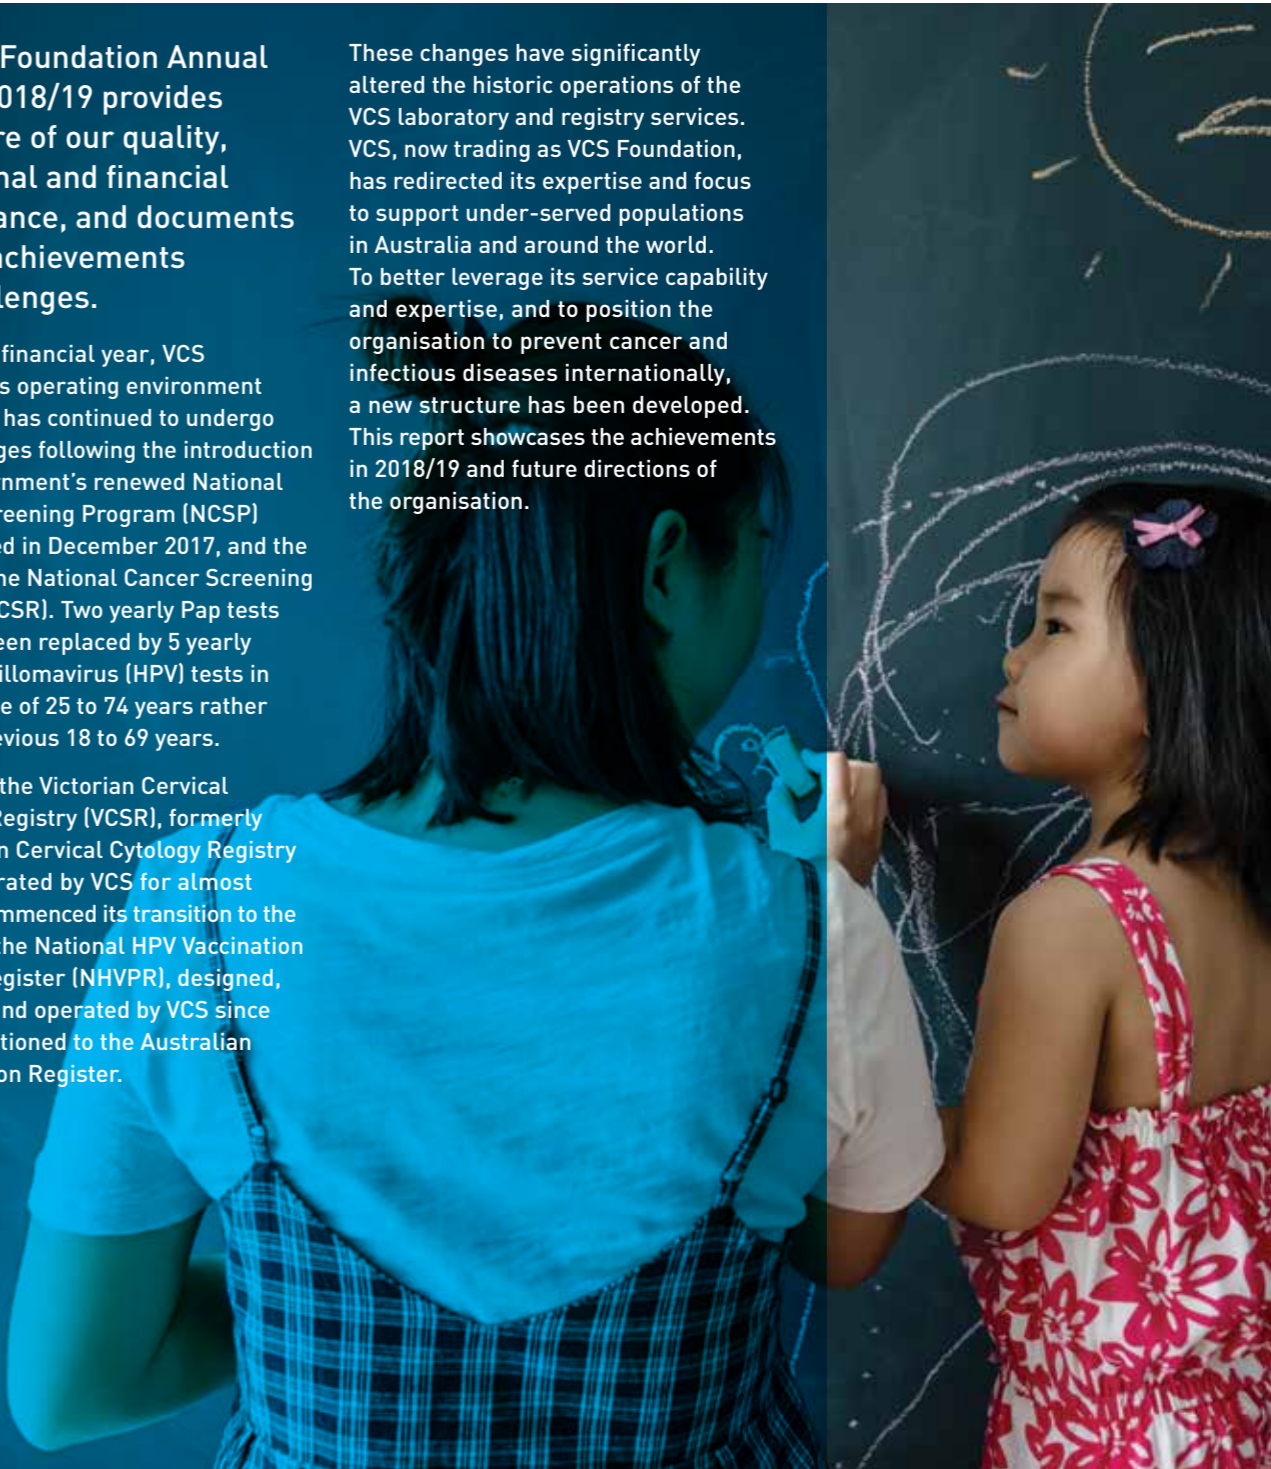 Foundation Annual
018/19 provides
re of our quality,
nal and financial
ance, and documents
achievements
lenges.
financial year, VCS
s operating environment
has continued to undergo
ges following the introduction
rnment's renewed National
reening Program (NCSP)
ed in December 2017, and the
he National Cancer Screening
CSR). Two yearly Pap tests
een replaced by 5 yearly
illomavirus (HPV) tests in
e of 25 to 74 years rather
evious 18 to 69 years.
the Victorian Cervical
Registry (VCSR), formerly
n Cervical Cytology Registry
rated by VCS for almost
mmenced its transition to the
the National HPV Vaccination
egister (NHVPR), designed,
nd operated by VCS since
tioned to the Australian
on Register.
These changes have significantly
altered the historic operations of the
VCS laboratory and registry services.
VCS, now trading as VCS Foundation,
has redirected its expertise and focus
to support under-served populations
in Australia and around the world.
To better leverage its service capability
and expertise, and to position the
organisation to prevent cancer and
infectious diseases internationally,
a new structure has been developed.
This report showcases the achievements
in 2018/19 and future directions of
the organisation.